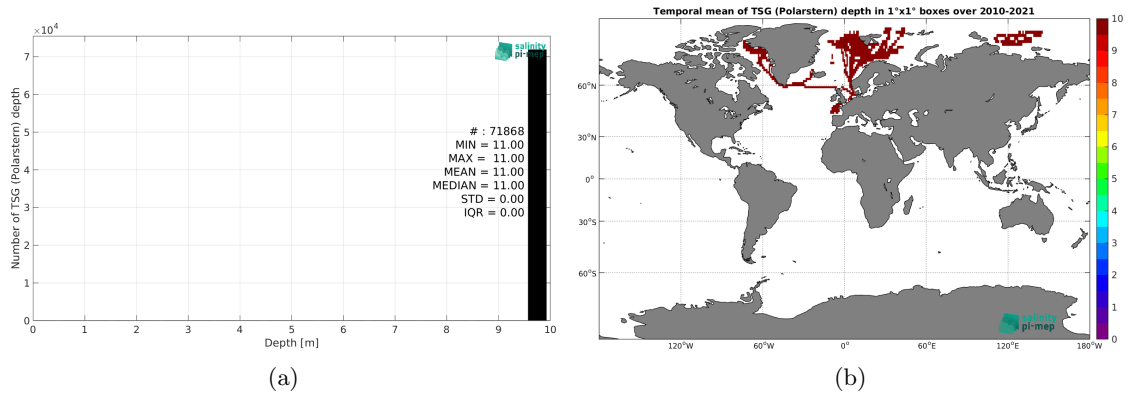 ×10⁴
salinity
pi-mep
Number of TSG (Polarstern) depth
7
6
5
4
3
2
1
0
# : 71868
MIN = 11.00
MAX = 11.00
MEAN = 11.00
MEDIAN = 11.00
STD = 0.00
IQR = 0.00
0 1 2 3 4 5 6 7 8 9 10
Depth [m]
(a)
Temporal mean of TSG (Polarstern) depth in 1°x1° boxes over 2010-2021
60°N
30°N
0°
30°S
60°S
120°W 60°W 0° 60°E 120°E 180°W
salinity
pi-mep
10
9
8
7
6
5
4
3
2
1
0
(b)